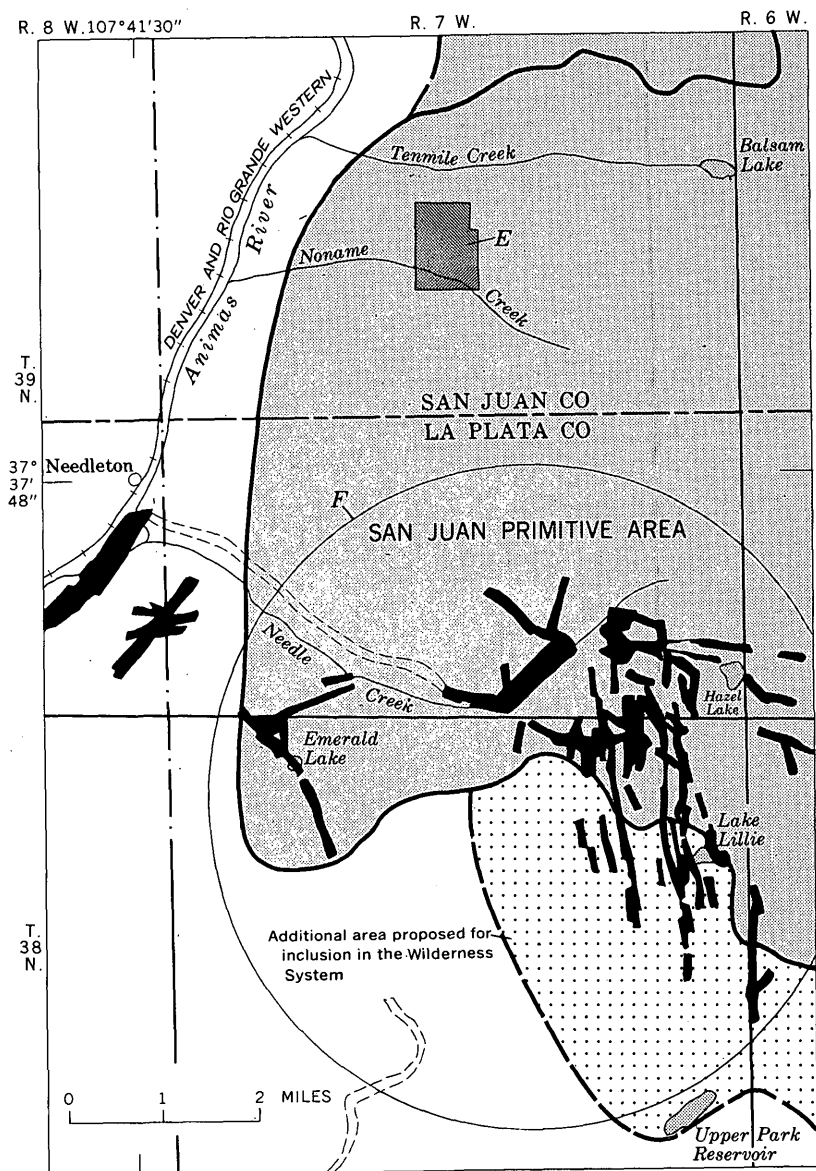 R. 8 W. 107°41'30"
R. 7 W.
R. 6 W.
DENVER AND RIO GRANDE WESTERN
Animas River
Tenmile Creek
Balsam
Lake
E
Noname Creek
T.
39
N.
SAN JUAN CO
LA PLATA CO
37°
37'
48"
Needleton
F
SAN JUAN PRIMITIVE AREA
Needle Creek
Hazel
Lake
Emerald
Lake
Lake
Lillie
T.
38
N.
Additional area proposed for
inclusion in the Wilderness
System
0 1 2 MILES
Upper Park
Reservoir